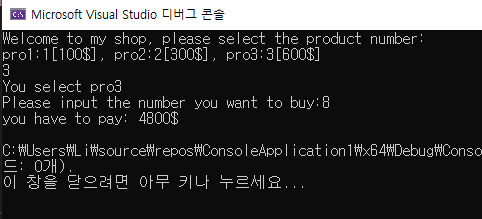 Microsoft Visual Studio 디버그 콘솔
Welcome to my shop, please select the product number:
pro1:1[100$], pro2:2[300$], pro3:3[600$]
3
You select pro3
Please input the number you want to buy:8
you have to pay: 4800$
C:₩Users₩Li₩source₩repos₩ConsoleApplication1₩x64₩Debug₩Conso
드: 0개).
이 창을 닫으려면 아무 키나 누르세요...